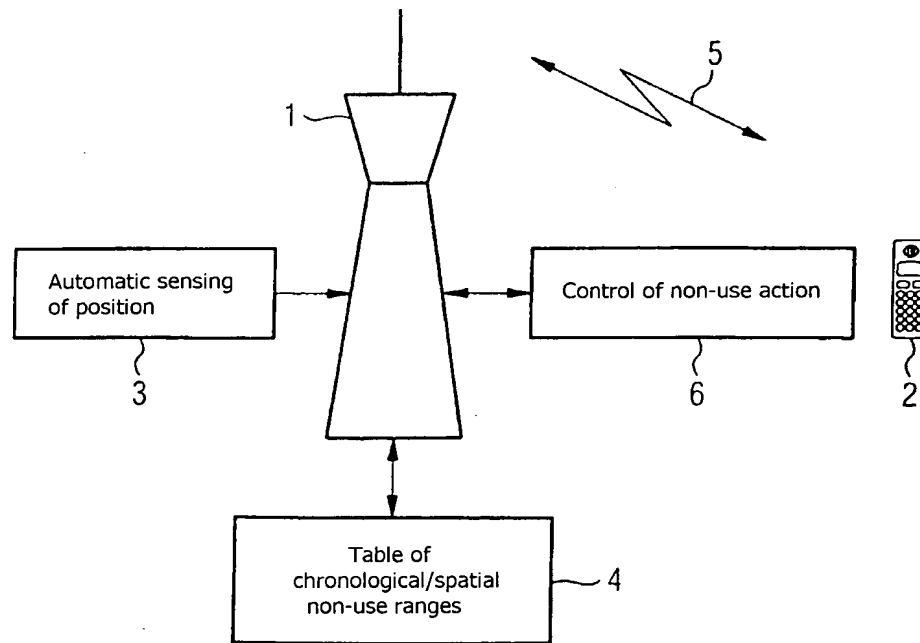 5
1
Automatic sensing
of position
Control of non-use action
3
6
2
Table of
chronological/spatial
non-use ranges
4